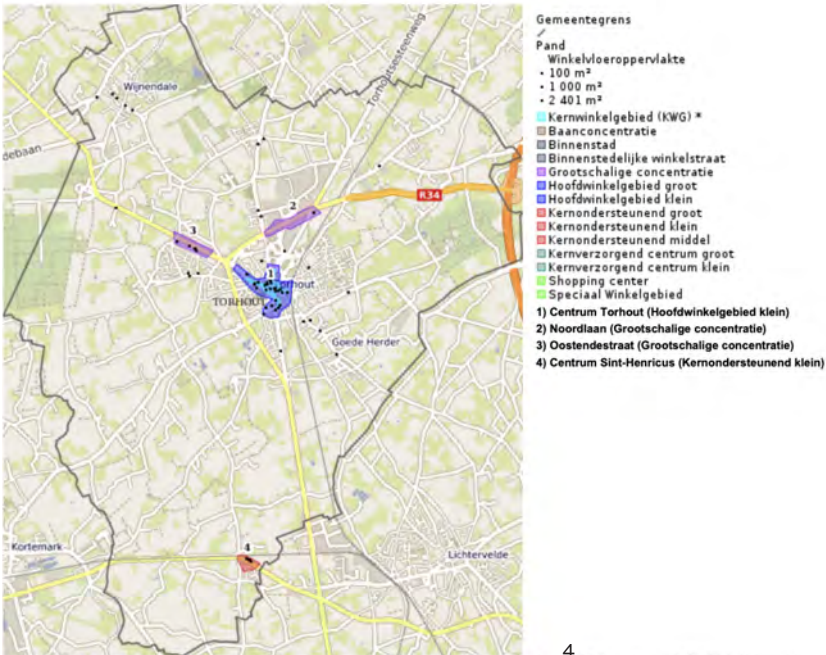 Wijnendale
Torhoutsesteenweg
debaan
R34
2
3
1
Torhout
TORHOUT
Goede Herder
Kortemark
4
Lichtervelde
Gemeentegrens
Pand
Winkelvloeroppervlakte
100 m²
1 000 m²
2 401 m²
Kernwinkelgebied (KWG) *
Baanconcentratie
Binnenstad
Binnenstedelijke winkelstraat
Grootschalige concentratie
Hoofdwinkelgebied groot
Hoofdwinkelgebied klein
Kernondersteunend groot
Kernondersteunend klein
Kernondersteunend middel
Kernverzorgend centrum groot
Kernverzorgend centrum klein
Shopping center
Speciaal Winkelgebied
1) Centrum Torhout (Hoofdwinkelgebied klein)
2) Noordlaan (Grootschalige concentratie)
3) Oostendestraat (Grootschalige concentratie)
4) Centrum Sint-Henricus (Kernondersteunend klein)
4